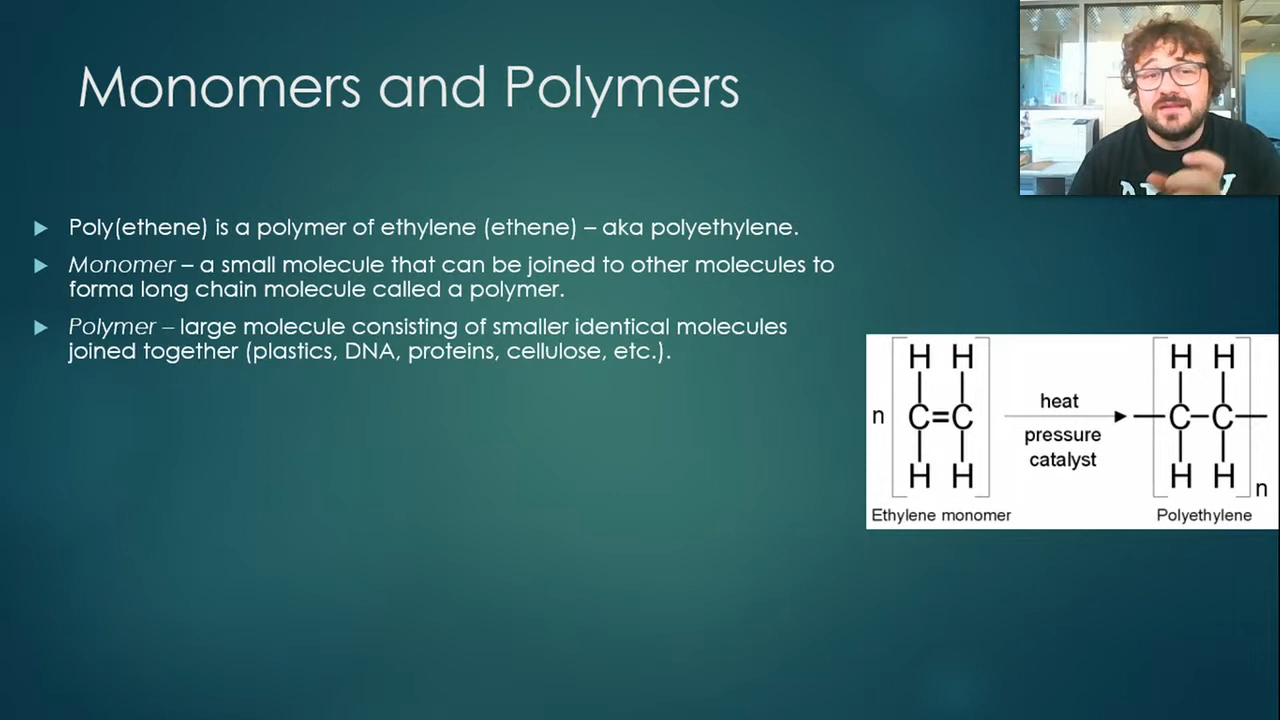 Monomers and Polymers
Poly(ethene) is a polymer of ethylene (ethene) – aka polyethylene.
Monomer – a small molecule that can be joined to other molecules to
forma long chain molecule called a polymer.
Polymer – large molecule consisting of smaller identical molecules
joined together (plastics, DNA, proteins, cellulose, etc.).
H H
n C=C
H H
Ethylene monomer
heat
pressure
catalyst
H H
–C–C–
H H
n
Polyethylene